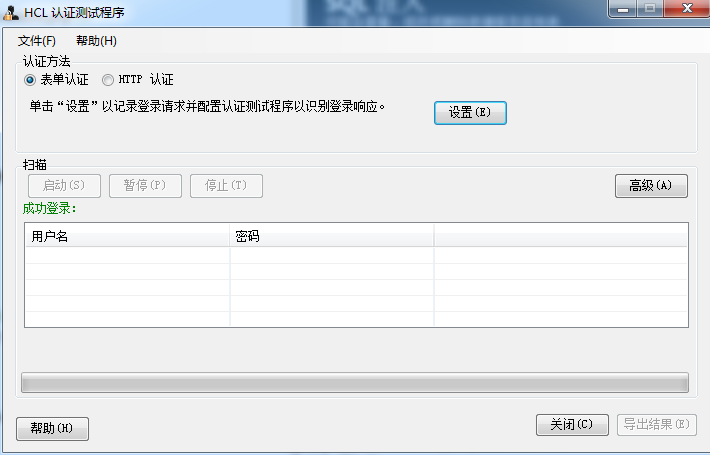 HCL 认证测试程序
文件(F) 帮助(H)
认证方法
表单认证 HTTP 认证
单击“设置”以记录登录请求并配置认证测试程序以识别登录响应。
设置(E)
扫描
启动(S) 暂停(P) 停止(T) 高级(A)
成功登录:
用户名 密码
帮助(H) 关闭(C) 导出结果(E)